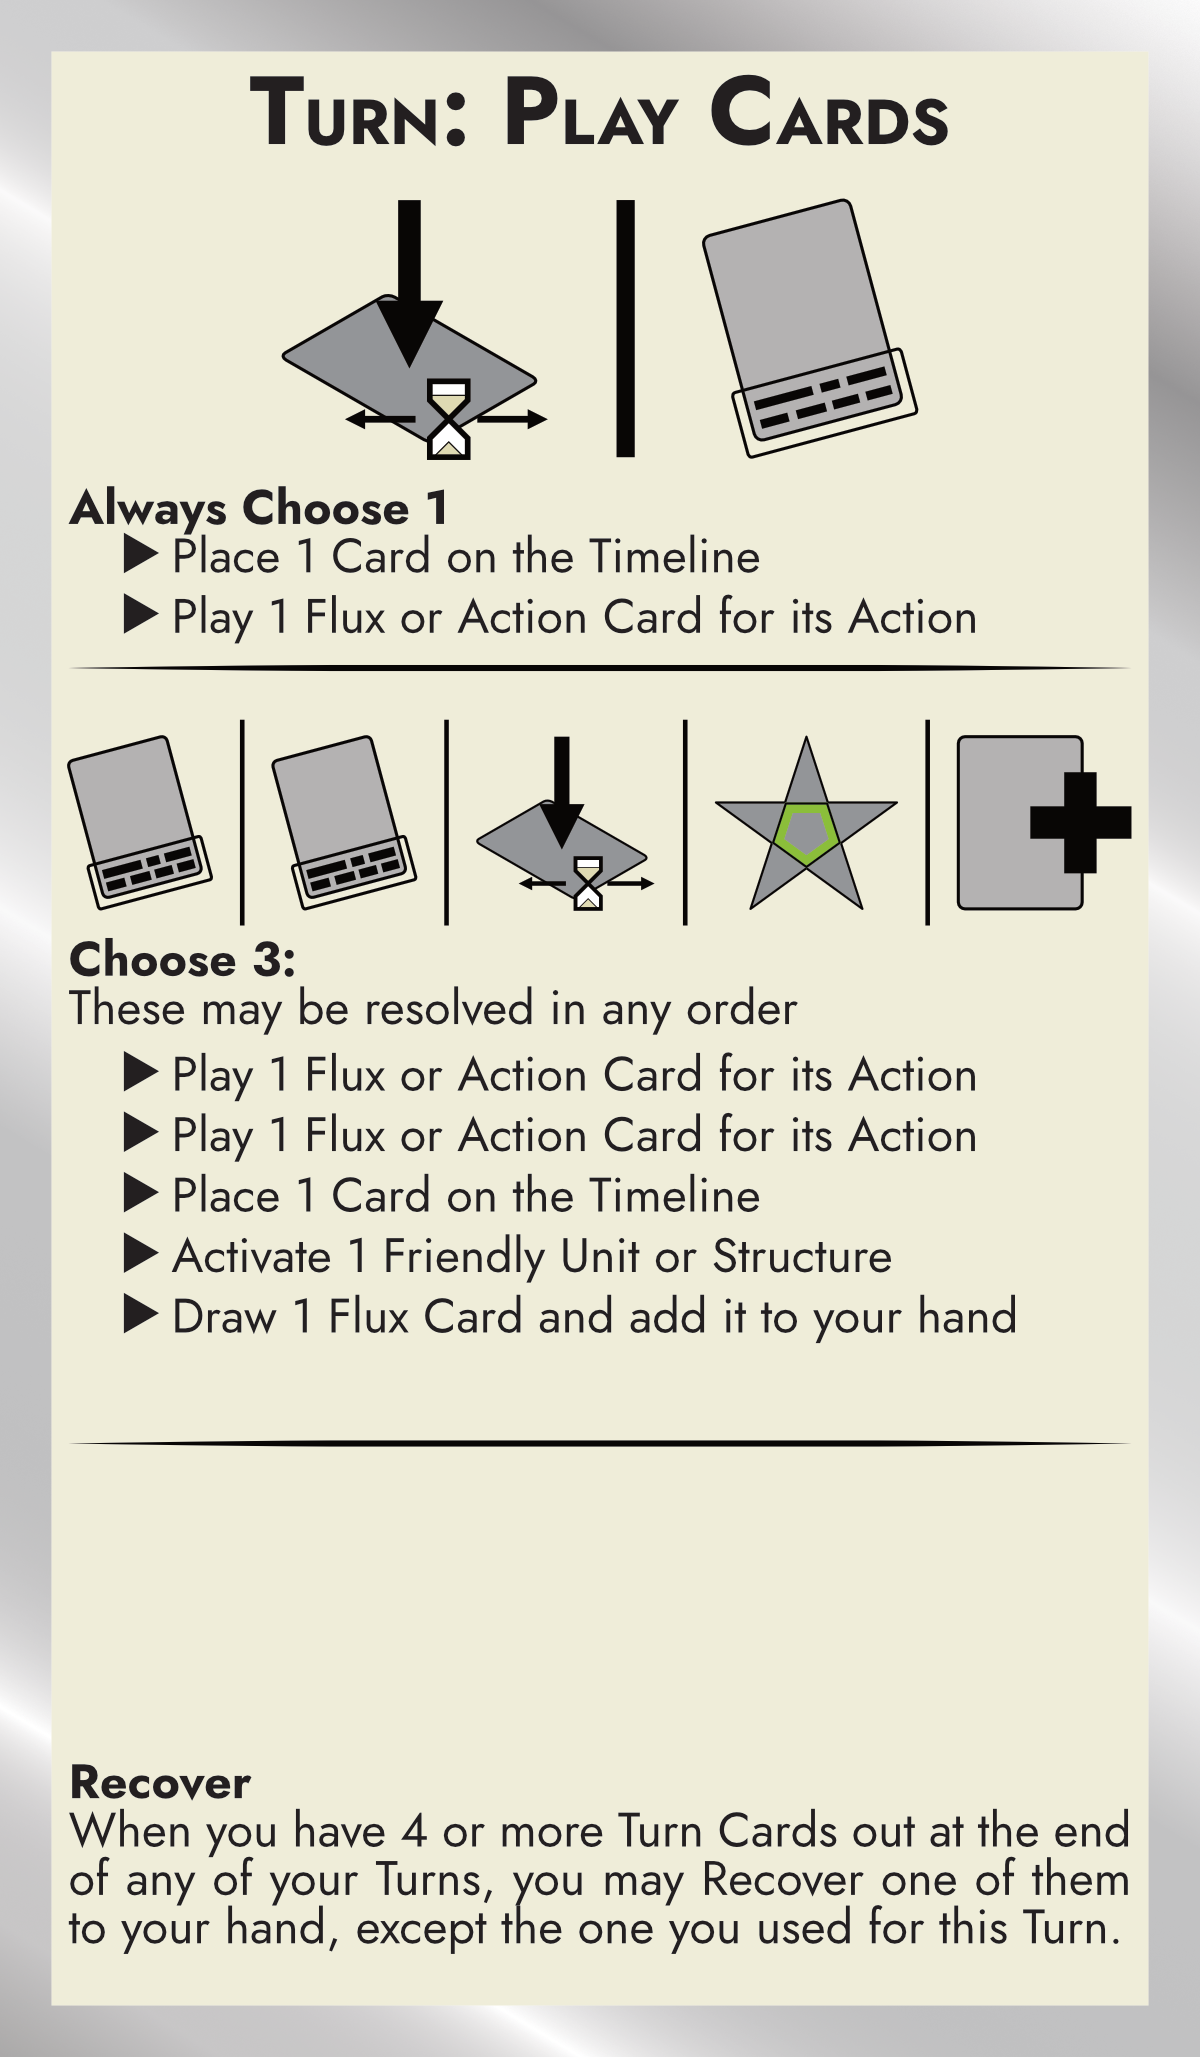 Turn: Play Cards
Always Choose 1
Place 1 Card on the Timeline
Play 1 Flux or Action Card for its Action
Choose 3:
These may be resolved in any order
Play 1 Flux or Action Card for its Action
Play 1 Flux or Action Card for its Action
Place 1 Card on the Timeline
Activate 1 Friendly Unit or Structure
Draw 1 Flux Card and add it to your hand
Recover
When you have 4 or more Turn Cards out at the end
of any of your Turns, you may Recover one of them
to your hand, except the one you used for this Turn.